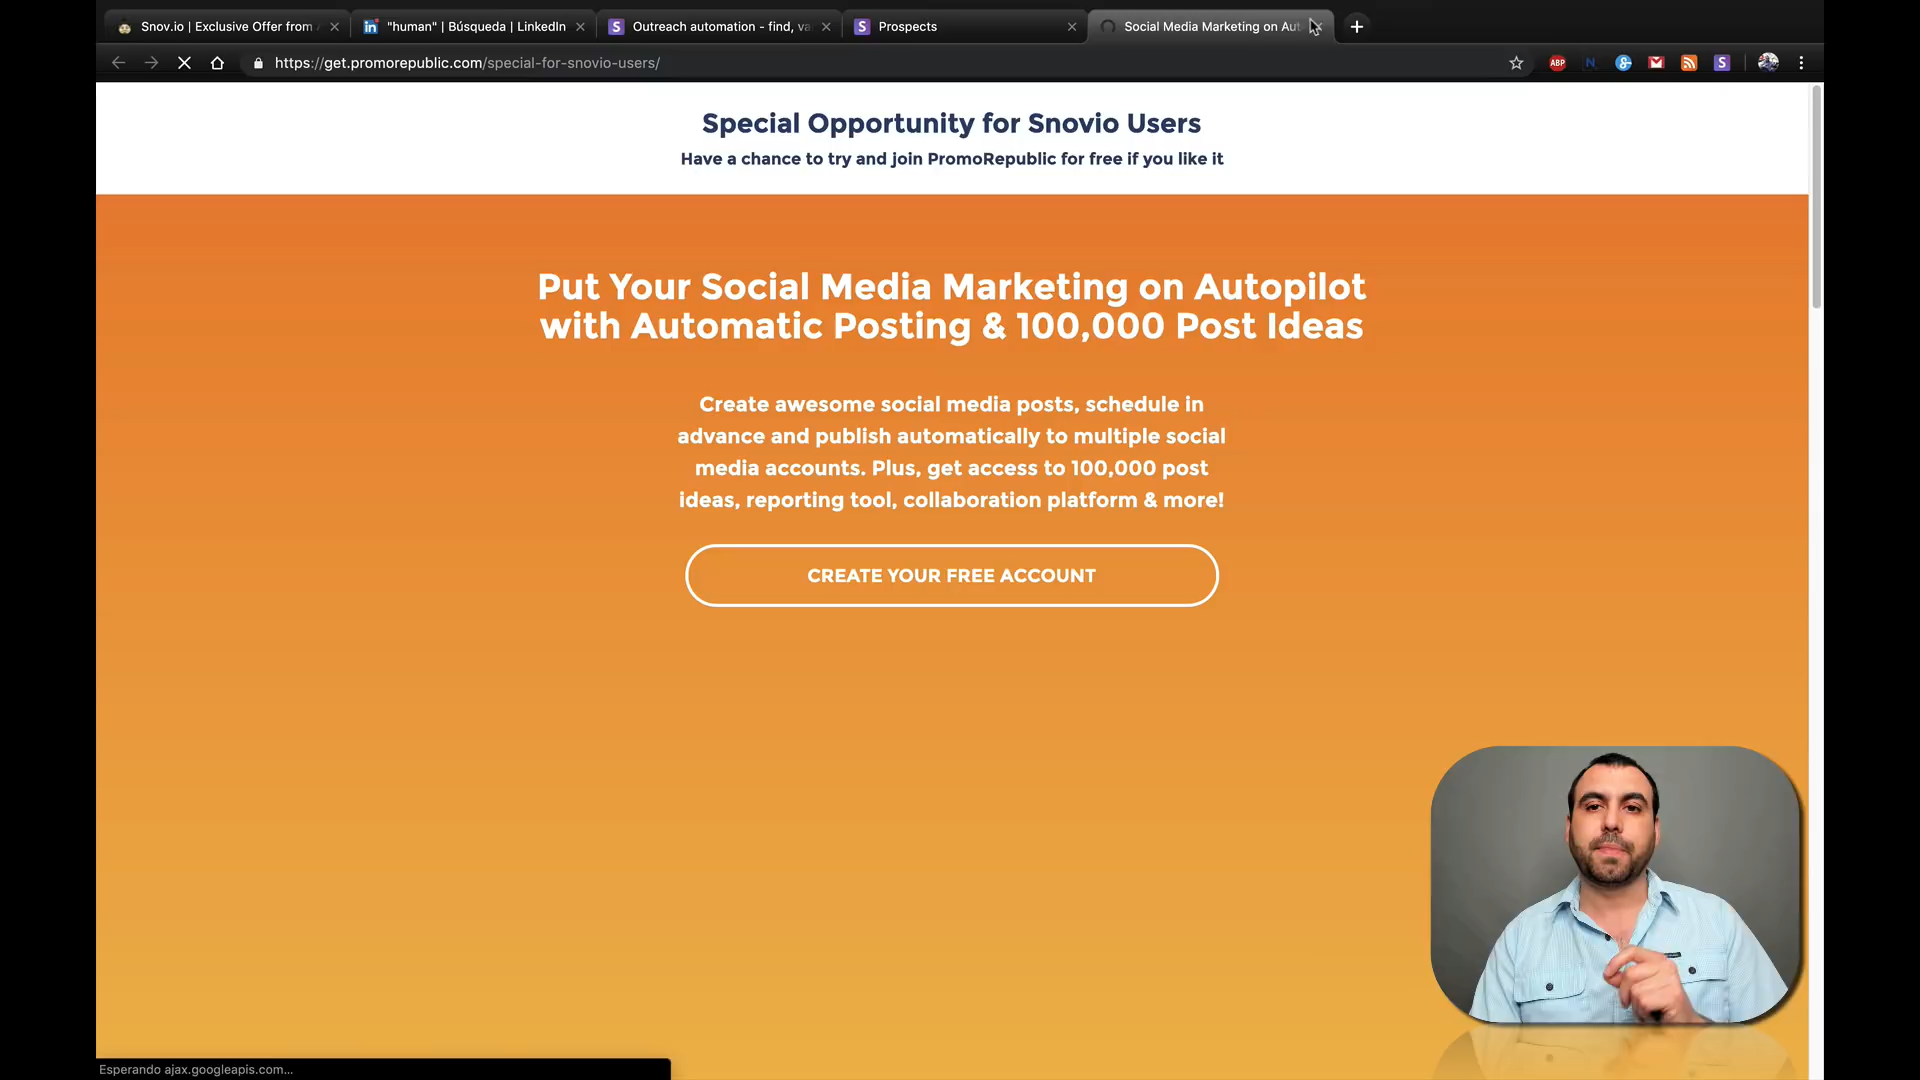 Snov.io | Exclusive Offer from
"human" | Búsqueda | LinkedIn
Outreach automation - find, va
Prospects
Social Media Marketing on Aut
https://get.promorepublic.com/special-for-snovio-users/
ABP
Special Opportunity for Snovio Users
Have a chance to try and join PromoRepublic for free if you like it
Put Your Social Media Marketing on Autopilot
with Automatic Posting & 100,000 Post Ideas
Create awesome social media posts, schedule in
advance and publish automatically to multiple social
media accounts. Plus, get access to 100,000 post
ideas, reporting tool, collaboration platform & more!
CREATE YOUR FREE ACCOUNT
Esperando ajax.googleapis.com...